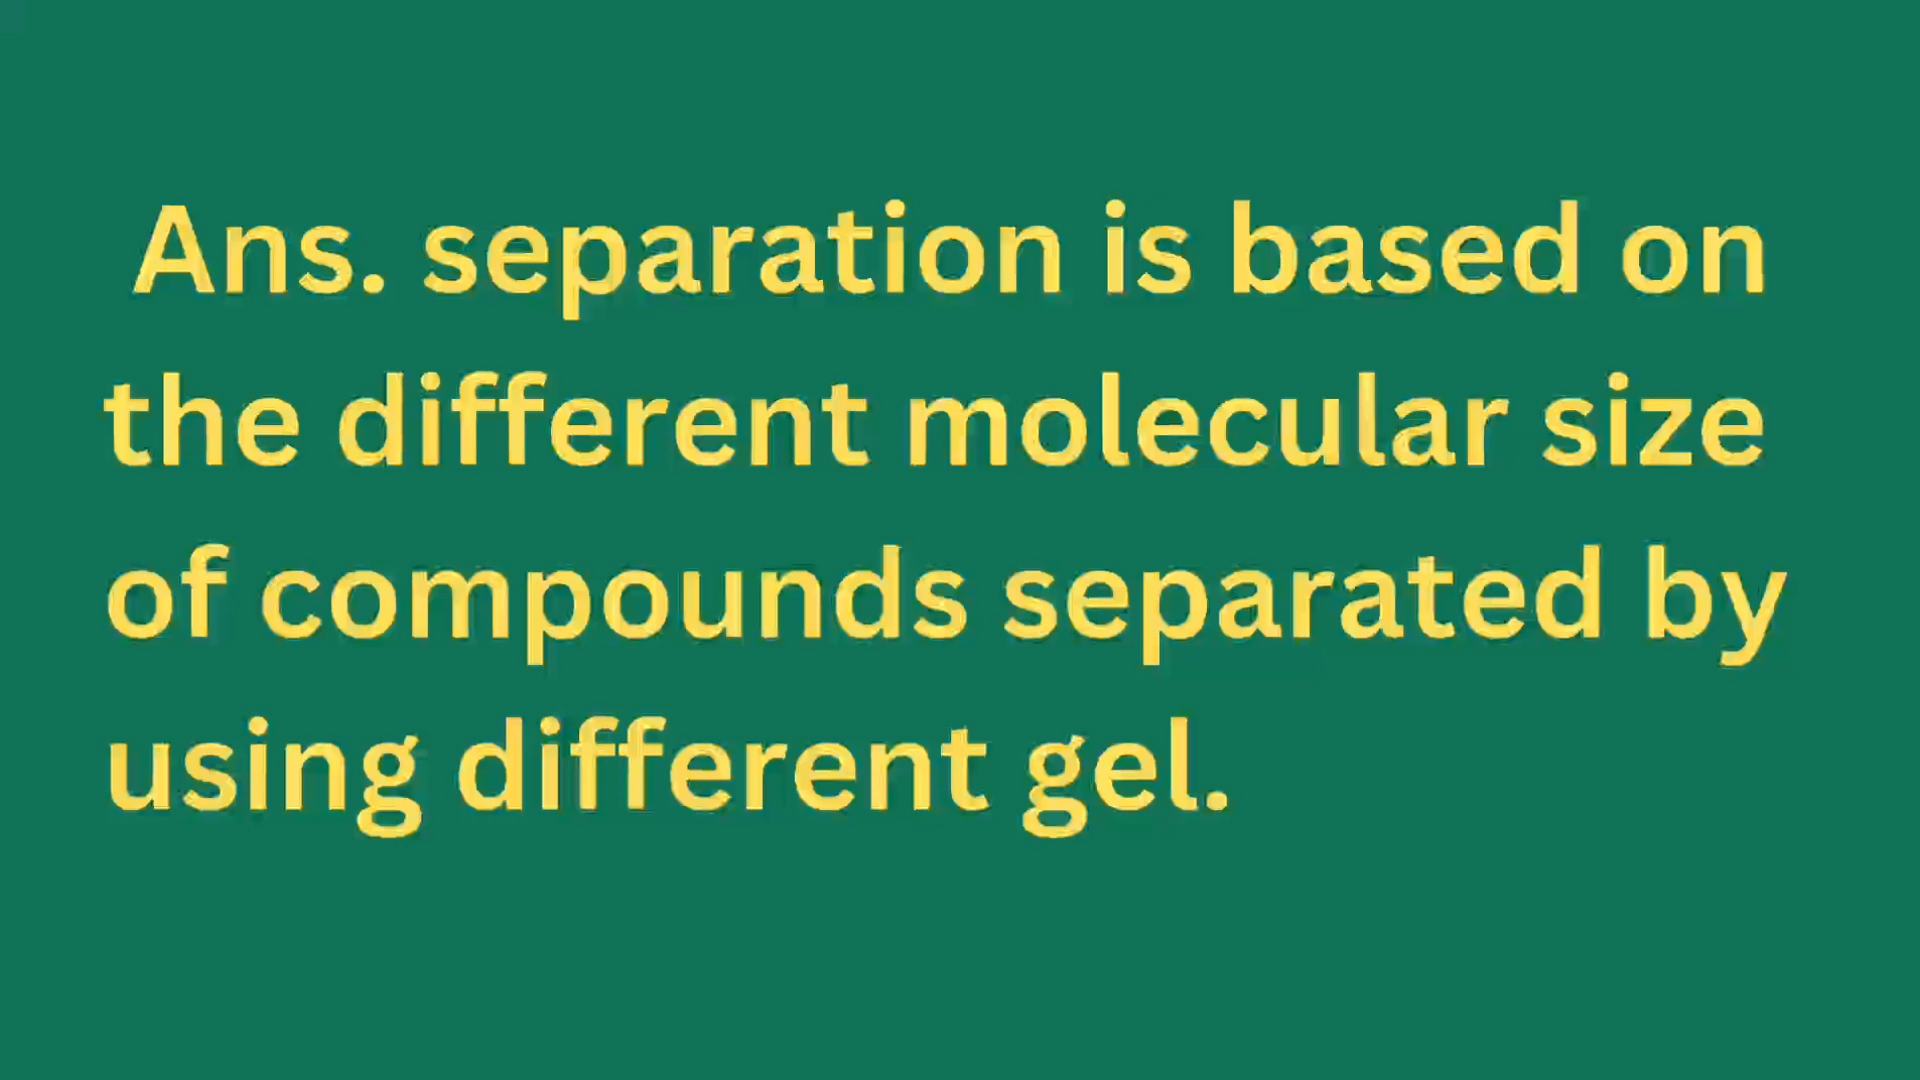 Ans. separation is based on
the different molecular size
of compounds separated by
using different gel.